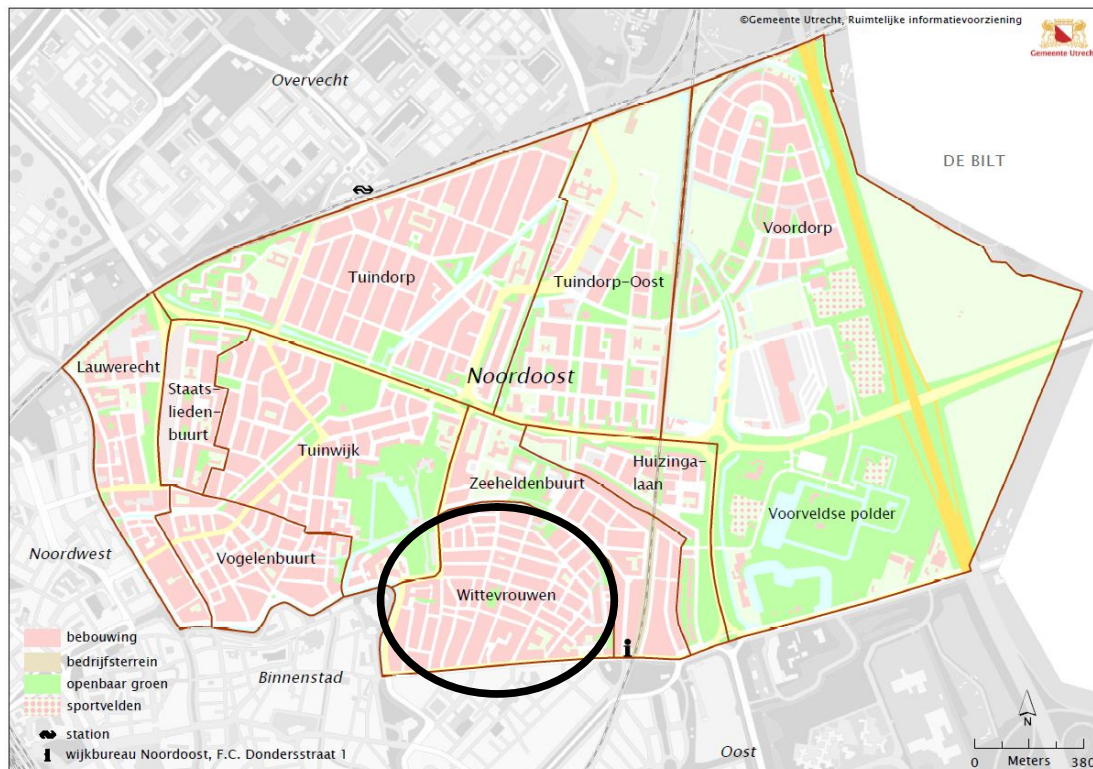 ©Gemeente Utrecht, Ruimtelijke informatievoorziening
Gemeente Utrecht
Overvecht
DE BILT
Voordorp
Tuindorp
Tuindorp-Oost
Lauwerecht
Noordoost
Staats-
lieden-
buurt
Tuinwijk
Huizinga-
laan
Zeeheldenbuurt
Voorveldse polder
Noordwest
Vogelenbuurt
Wittevrouwen
bebouwing
bedrijfsterrein
openbaar groen
sportvelden
station
wijkbureau Noordoost, F.C. Dondersstraat 1
Binnenstad
Oost
N
0 Meters 380